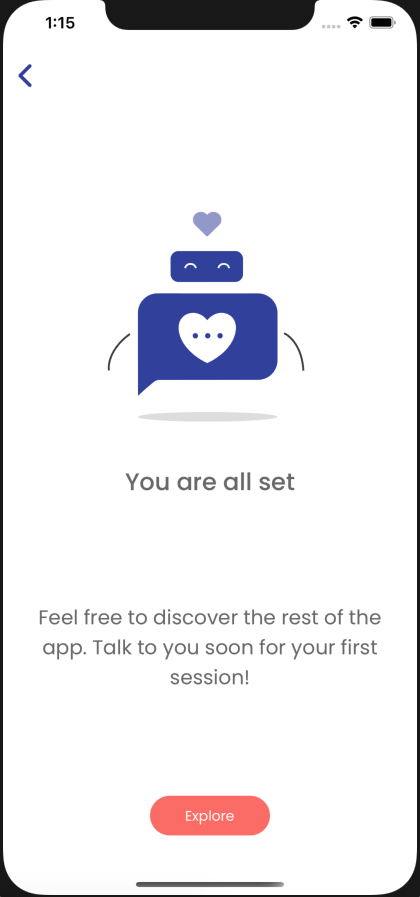 1:15
You are all set
Feel free to discover the rest of the
app. Talk to you soon for your first
session!
Explore